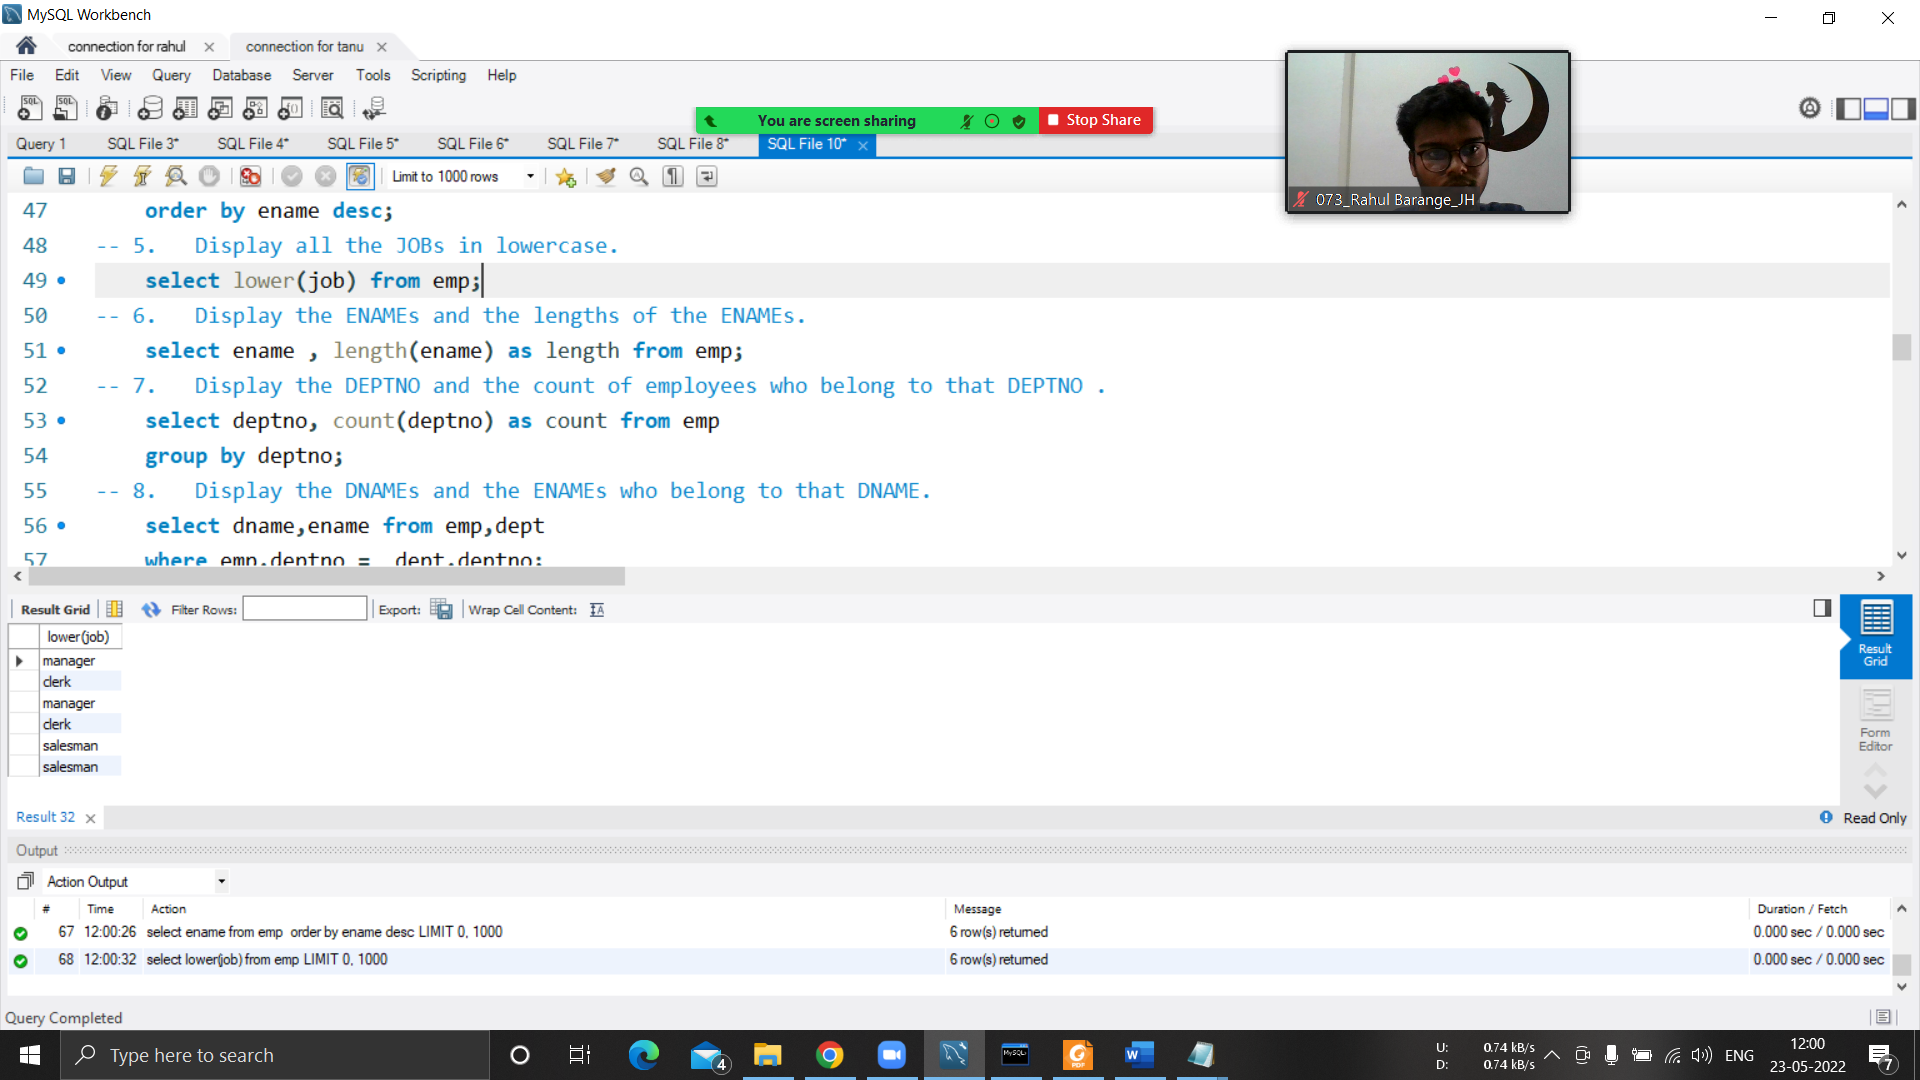 MySQL Workbench
connection for rahul
connection for tanu
File Edit View Query Database Server Tools Scripting Help
You are screen sharing
Stop Share
073_Rahul Barange_JH
Query 1 SQL File 3* SQL File 4* SQL File 5* SQL File 6* SQL File 7* SQL File 8* SQL File 10*
Limit to 1000 rows
47 order by ename desc;
48 -- 5. Display all the JOBs in lowercase.
49 select lower(job) from emp;
50 -- 6. Display the ENAMEs and the lengths of the ENAMEs.
51 select ename , length(ename) as length from emp;
52 -- 7. Display the DEPTNO and the count of employees who belong to that DEPTNO .
53 select deptno, count(deptno) as count from emp
54 group by deptno;
55 -- 8. Display the DNAMEs and the ENAMEs who belong to that DNAME.
56 select dname,ename from emp,dept
57 where emp.deptno = dept.deptno;
Result Grid Filter Rows: Export: Wrap Cell Content:
lower(job)
manager
clerk
manager
clerk
salesman
salesman
Result Grid
Form Editor
Result 32
Read Only
Output
Action Output
# Time Action Message Duration / Fetch
67 12:00:26 select ename from emp order by ename desc LIMIT 0, 1000 6 row(s) returned 0.000 sec / 0.000 sec
68 12:00:32 select lower(job) from emp LIMIT 0, 1000 6 row(s) returned 0.000 sec / 0.000 sec
Query Completed
Type here to search
4
U: 0.74 kB/s
D: 0.74 kB/s
ENG
12:00
23-05-2022
7